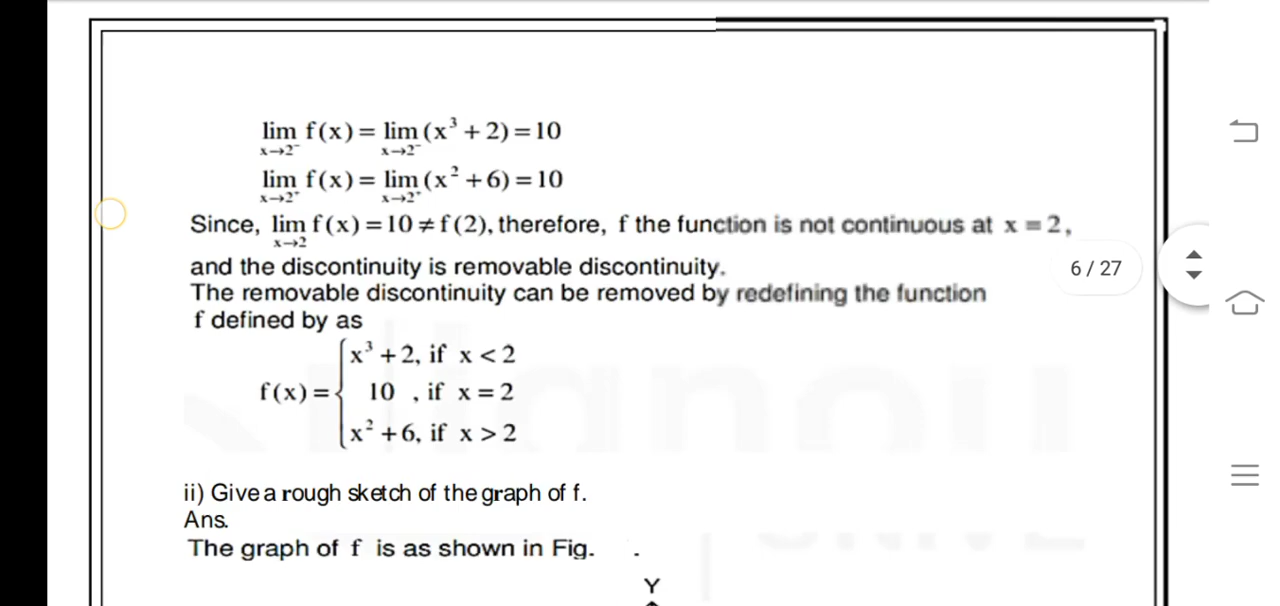 lim f(x) = lim (x³ + 2) = 10
x→2⁻ x→2⁻
lim f(x) = lim (x² + 6) = 10
x→2⁺ x→2⁺
Since, lim f(x) = 10 ≠ f(2), therefore, f the function is not continuous at x = 2,
x→2
and the discontinuity is removable discontinuity.
6 / 27
The removable discontinuity can be removed by redefining the function
f defined by as
x³ + 2, if x < 2
f(x) = { 10 , if x = 2
x² + 6, if x > 2
ii) Give a rough sketch of the graph of f.
Ans.
The graph of f is as shown in Fig. .
Y